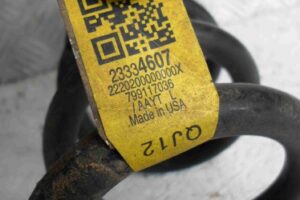 23334607
2220200000000X
799117036
/ AAYT
.Made in USA
QJ12